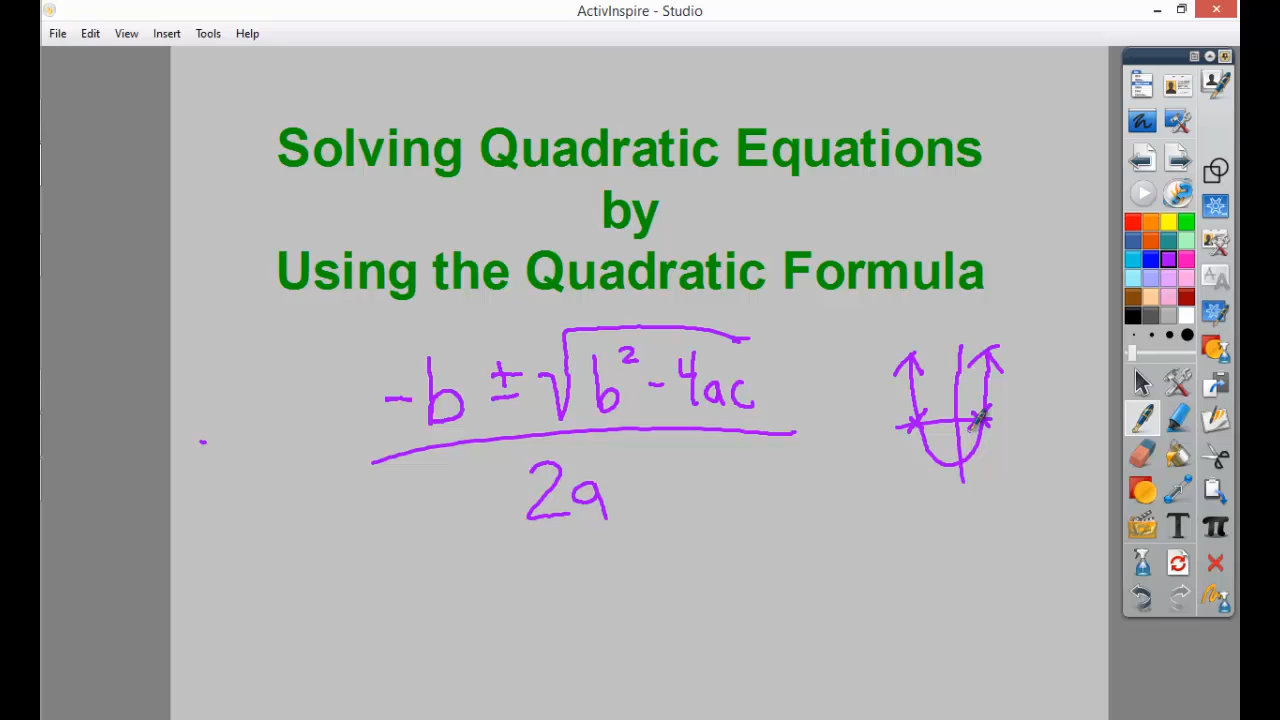 ActivInspire - Studio
File Edit View Insert Tools Help
Solving Quadratic Equations
by
Using the Quadratic Formula
-b ± √b² - 4ac
2a